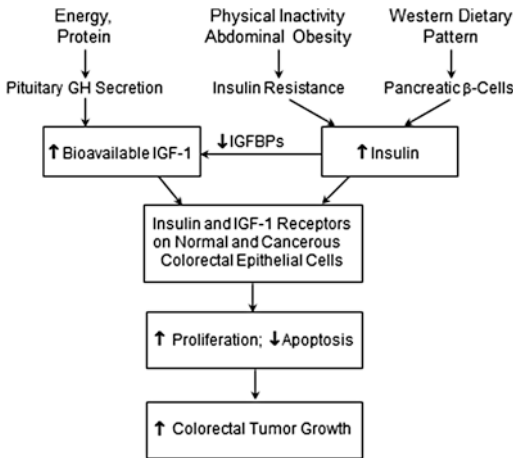 Energy,
Protein
Physical Inactivity
Abdominal Obesity
Western Dietary
Pattern
Pituitary GH Secretion
Insulin Resistance
Pancreatic β-Cells
↑ Bioavailable IGF-1
↓IGFBPs
↑ Insulin
Insulin and IGF-1 Receptors
on Normal and Cancerous
Colorectal Epithelial Cells
↑ Proliferation; ↓Apoptosis
↑ Colorectal Tumor Growth